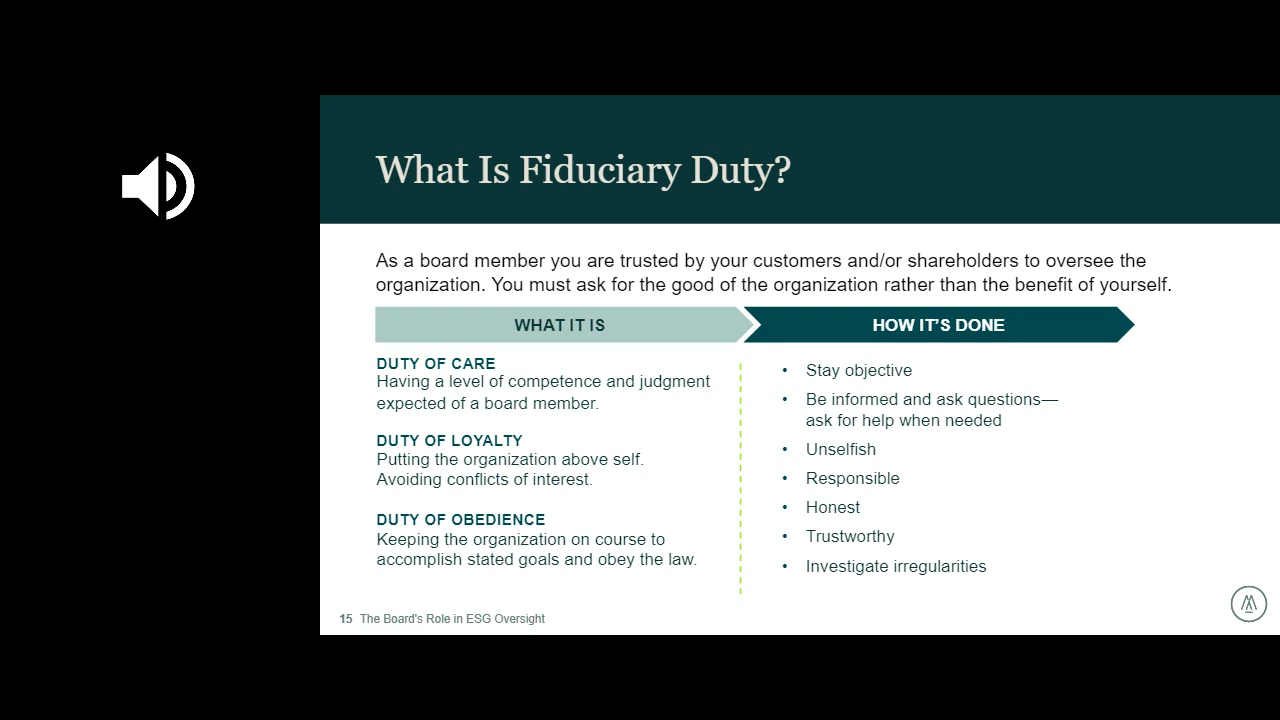 What Is Fiduciary Duty?
As a board member you are trusted by your customers and/or shareholders to oversee the
organization. You must ask for the good of the organization rather than the benefit of yourself.
WHAT IT IS
HOW IT'S DONE
DUTY OF CARE
Having a level of competence and judgment
expected of a board member.
DUTY OF LOYALTY
Putting the organization above self.
Avoiding conflicts of interest.
DUTY OF OBEDIENCE
Keeping the organization on course to
accomplish stated goals and obey the law.
• Stay objective
• Be informed and ask questions—
ask for help when needed
• Unselfish
• Responsible
• Honest
• Trustworthy
• Investigate irregularities
15 The Board's Role in ESG Oversight